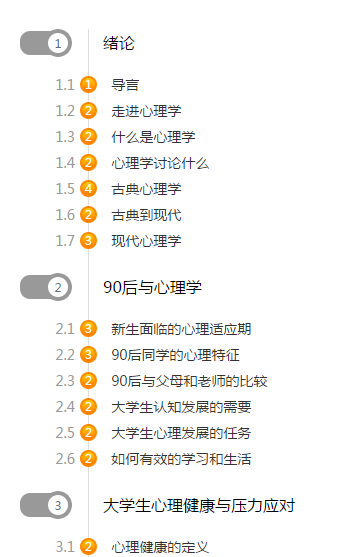 1 绪论
1.1 1 导言
1.2 2 走进心理学
1.3 2 什么是心理学
1.4 2 心理学讨论什么
1.5 4 古典心理学
1.6 2 古典到现代
1.7 3 现代心理学
2 90后与心理学
2.1 3 新生面临的心理适应期
2.2 3 90后同学的心理特征
2.3 2 90后与父母和老师的比较
2.4 2 大学生认知发展的需要
2.5 2 大学生心理发展的任务
2.6 2 如何有效的学习和生活
3 大学生心理健康与压力应对
3.1 2 心理健康的定义